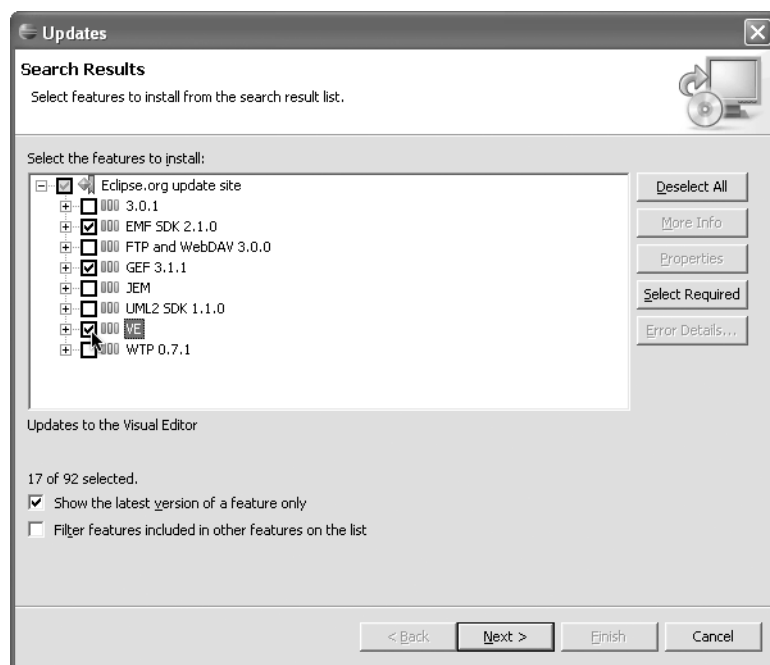 Updates
Search Results
Select features to install from the search result list.
Select the features to install:
Eclipse.org update site
3.0.1
EMF SDK 2.1.0
FTP and WebDAV 3.0.0
GEF 3.1.1
JEM
UML2 SDK 1.1.0
VE
WTP 0.7.1
Deselect All
More Info
Properties
Select Required
Error Details...
Updates to the Visual Editor
17 of 92 selected.
Show the latest version of a feature only
Filter features included in other features on the list
< Back
Next >
Finish
Cancel